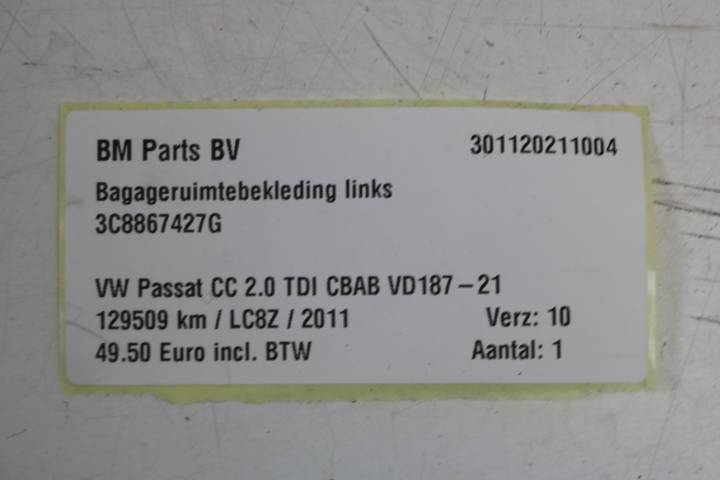 BM Parts BV 301120211004
Bagageruimtebekleding links
3C8867427G
VW Passat CC 2.0 TDI CBAB VD187-21
129509 km / LC8Z / 2011 Verz: 10
49.50 Euro incl. BTW Aantal: 1